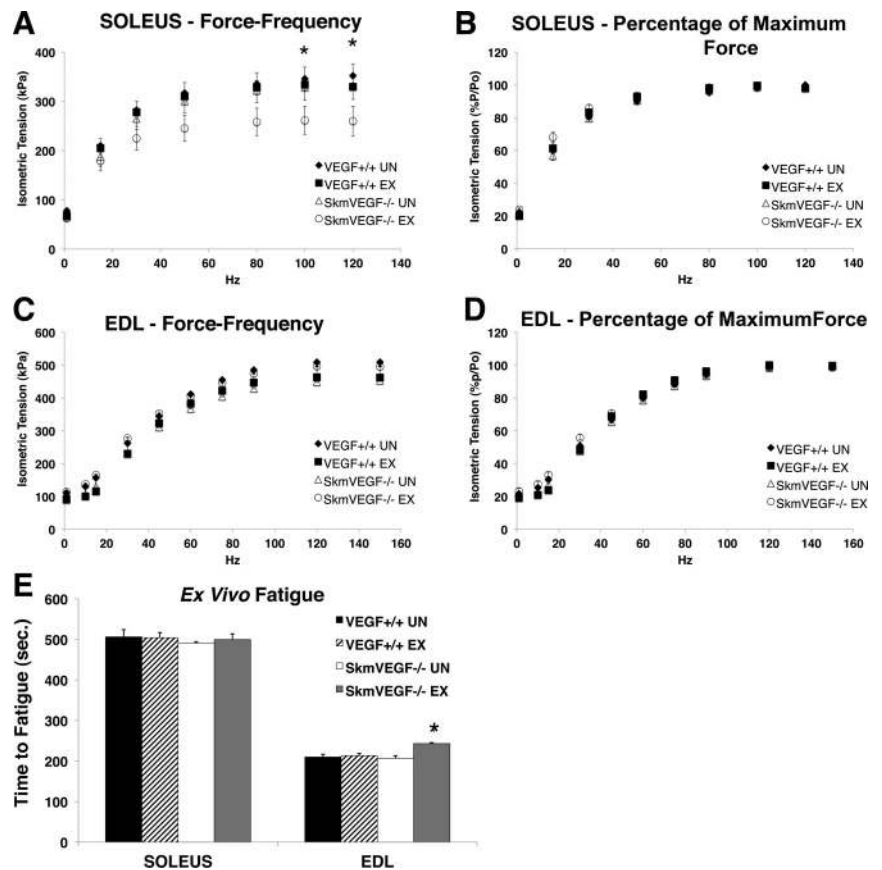 A
SOLEUS - Force-Frequency
*
*
Isometric Tension (kPa)
400
300
200
100
0
0 20 40 60 80 100 120 140
Hz
VEGF+/+ UN
VEGF+/+ EX
SkmVEGF-/- UN
SkmVEGF-/- EX
B
SOLEUS - Percentage of Maximum
Force
Isometric Tension (%P/Po)
120
100
80
60
40
20
0
0 20 40 60 80 100 120 140
Hz
VEGF+/+ UN
VEGF+/+ EX
SkmVEGF-/- UN
SkmVEGF-/- EX
C
EDL - Force-Frequency
Isometric Tension (kPa)
600
500
400
300
200
100
0
0 20 40 60 80 100 120 140 160
Hz
VEGF+/+ UN
VEGF+/+ EX
SkmVEGF-/- UN
SkmVEGF-/- EX
D
EDL - Percentage of MaximumForce
Isometric Tension (%p/Po)
120
100
80
60
40
20
0
0 20 40 60 80 100 120 140 160
Hz
VEGF+/+ UN
VEGF+/+ EX
SkmVEGF-/- UN
SkmVEGF-/- EX
E
Ex Vivo Fatigue
Time to Fatigue (sec.)
600
500
400
300
200
100
0
VEGF+/+ UN
VEGF+/+ EX
SkmVEGF-/- UN
SkmVEGF-/- EX
*
SOLEUS EDL